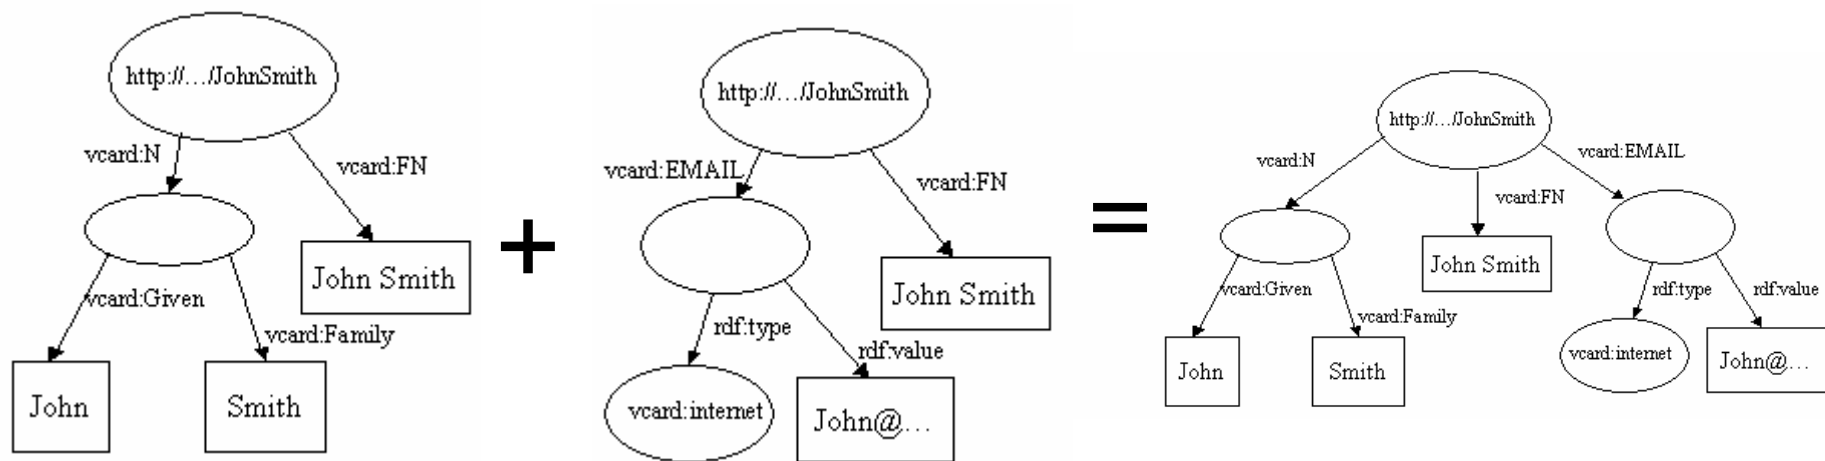 http://.../JohnSmith
vcard:N
vcard:FN
John Smith
vcard:Given
vcard:Family
John
Smith
+
http://.../JohnSmith
vcard:EMAIL
vcard:FN
John Smith
rdf:type
rdf:value
vcard:internet
John@...
=
http://.../JohnSmith
vcard:N
vcard:EMAIL
vcard:FN
John Smith
vcard:Given
vcard:Family
rdf:type
rdf:value
John
Smith
vcard:internet
John@...